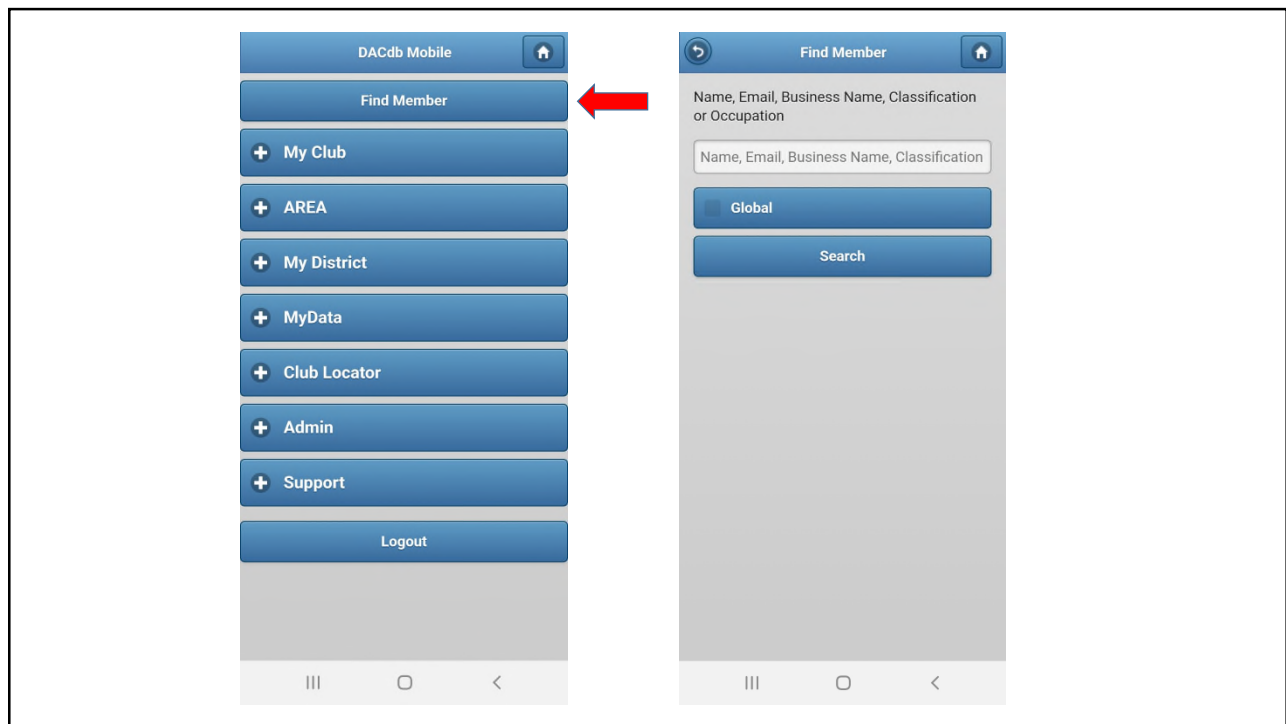 DACdb Mobile
Find Member
My Club
AREA
My District
MyData
Club Locator
Admin
Support
Logout
Find Member
Name, Email, Business Name, Classification
or Occupation
Name, Email, Business Name, Classification
Global
Search